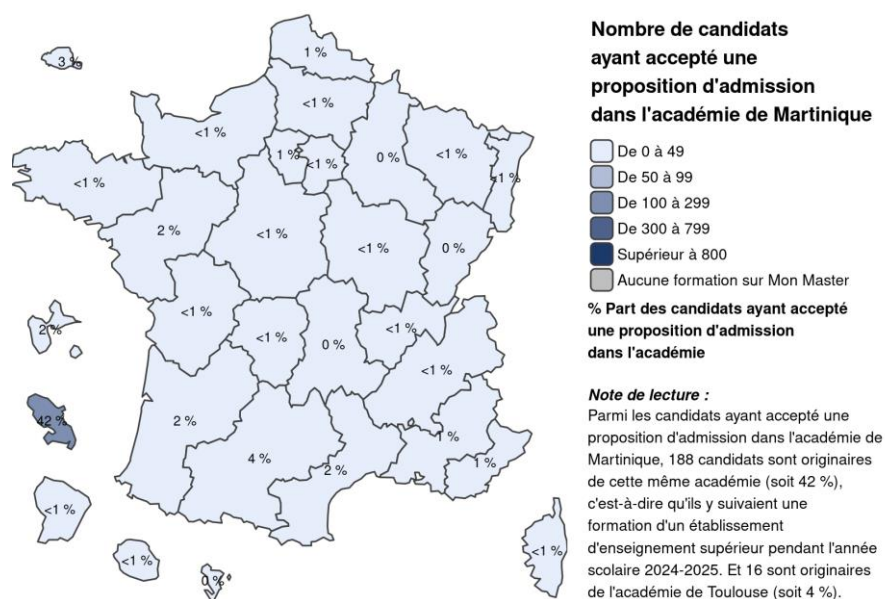 Nombre de candidats
ayant accepté une
proposition d'admission
dans l'académie de Martinique
De 0 à 49
De 50 à 99
De 100 à 299
De 300 à 799
Supérieur à 800
Aucune formation sur Mon Master
% Part des candidats ayant accepté
une proposition d'admission
dans l'académie
Note de lecture :
Parmi les candidats ayant accepté une
proposition d'admission dans l'académie de
Martinique, 188 candidats sont originaires
de cette même académie (soit 42 %),
c'est-à-dire qu'ils y suivaient une
formation d'un établissement
d'enseignement supérieur pendant l'année
scolaire 2024-2025. Et 16 sont originaires
de l'académie de Toulouse (soit 4 %).
1 %
3 %
<1 %
<1 %
1 %
<1 %
0 %
<1 %
<1 %
<1 %
2 %
<1 %
<1 %
0 %
<1 %
2 %
<1 %
0 %
<1 %
<1 %
42 %
2 %
4 %
2 %
1 %
1 %
<1 %
<1 %
0 %
<1 %